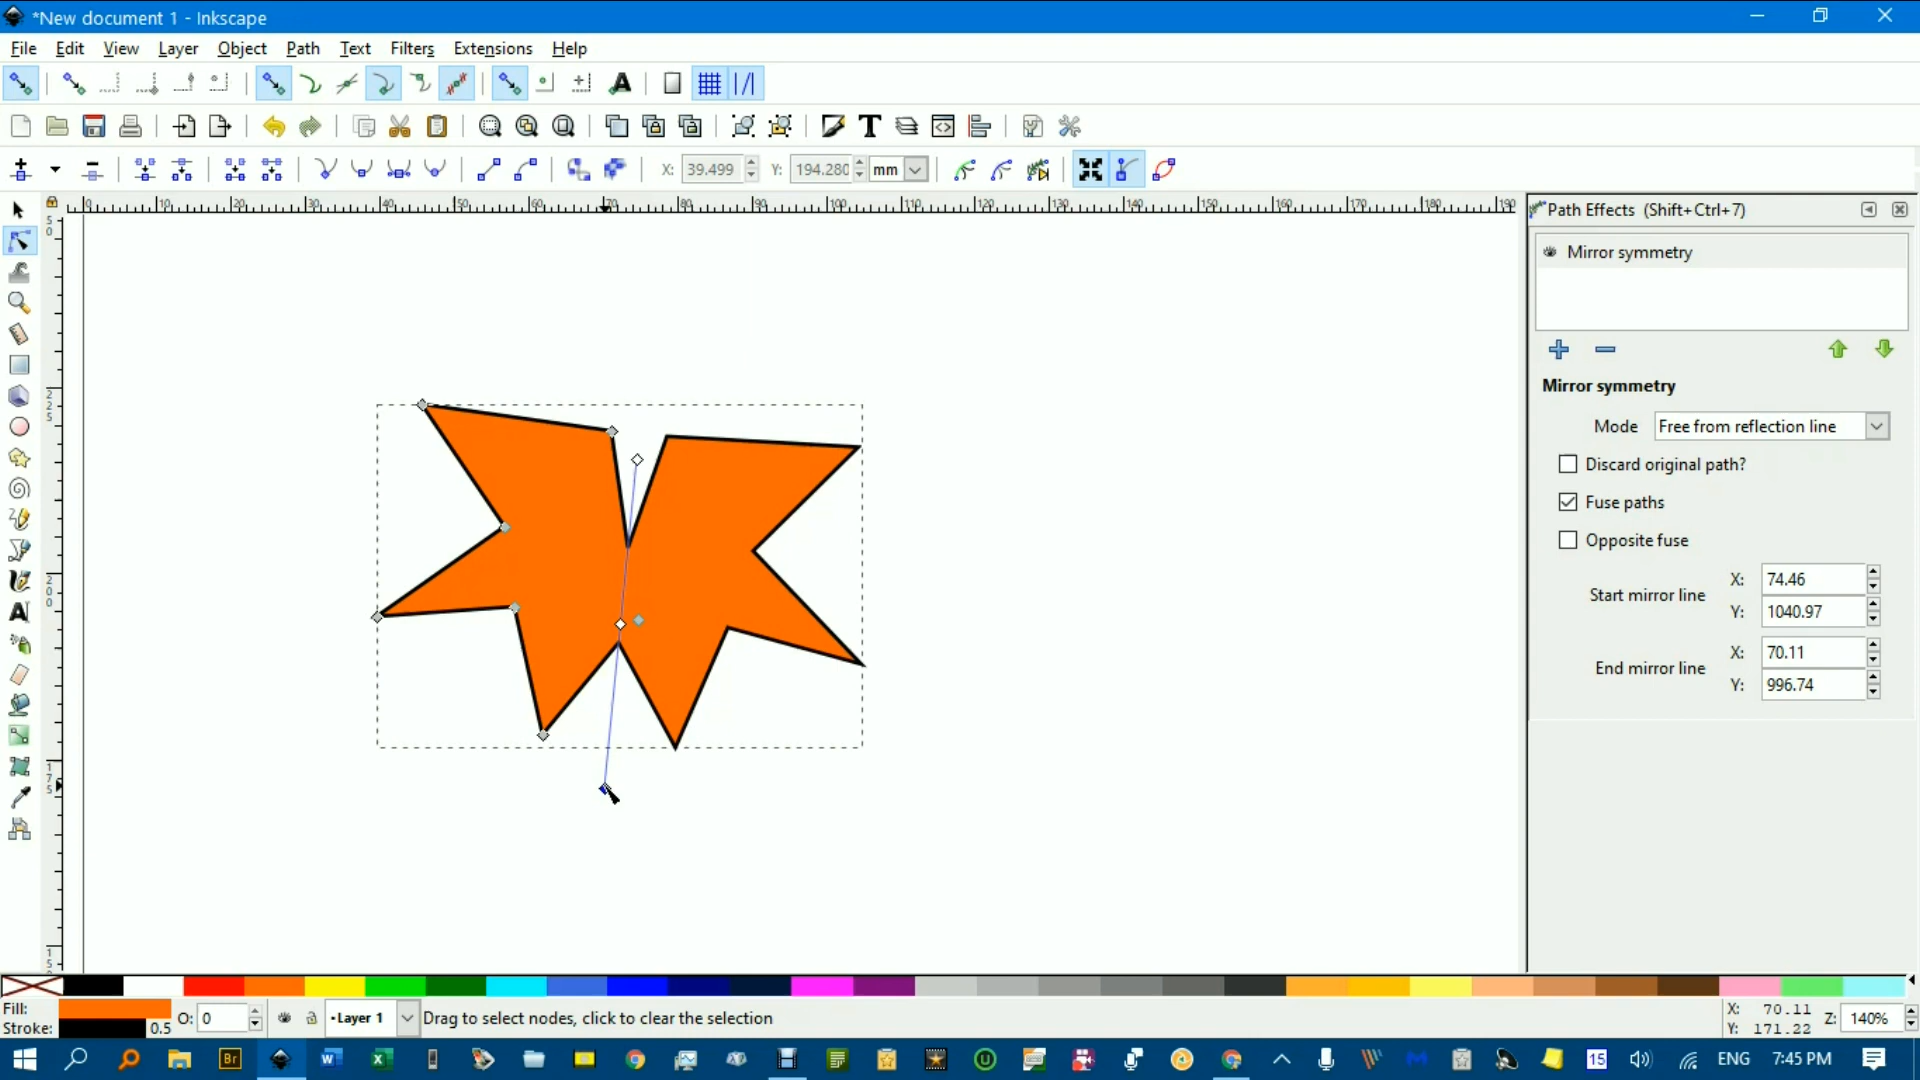 *New document 1 - Inkscape
File Edit View Layer Object Path Text Filters Extensions Help
X: 39.499 Y: 194.280 mm
Path Effects (Shift+Ctrl+7)
Mirror symmetry
Mirror symmetry
Mode Free from reflection line
Discard original path?
Fuse paths
Opposite fuse
Start mirror line X: 74.46
Y: 1040.97
End mirror line X: 70.11
Y: 996.74
Fill:
Stroke: 0.5 O: 0 •Layer 1 Drag to select nodes, click to clear the selection
X: 70.11
Y: 171.22 Z: 140%
Br 15 ENG 7:45 PM